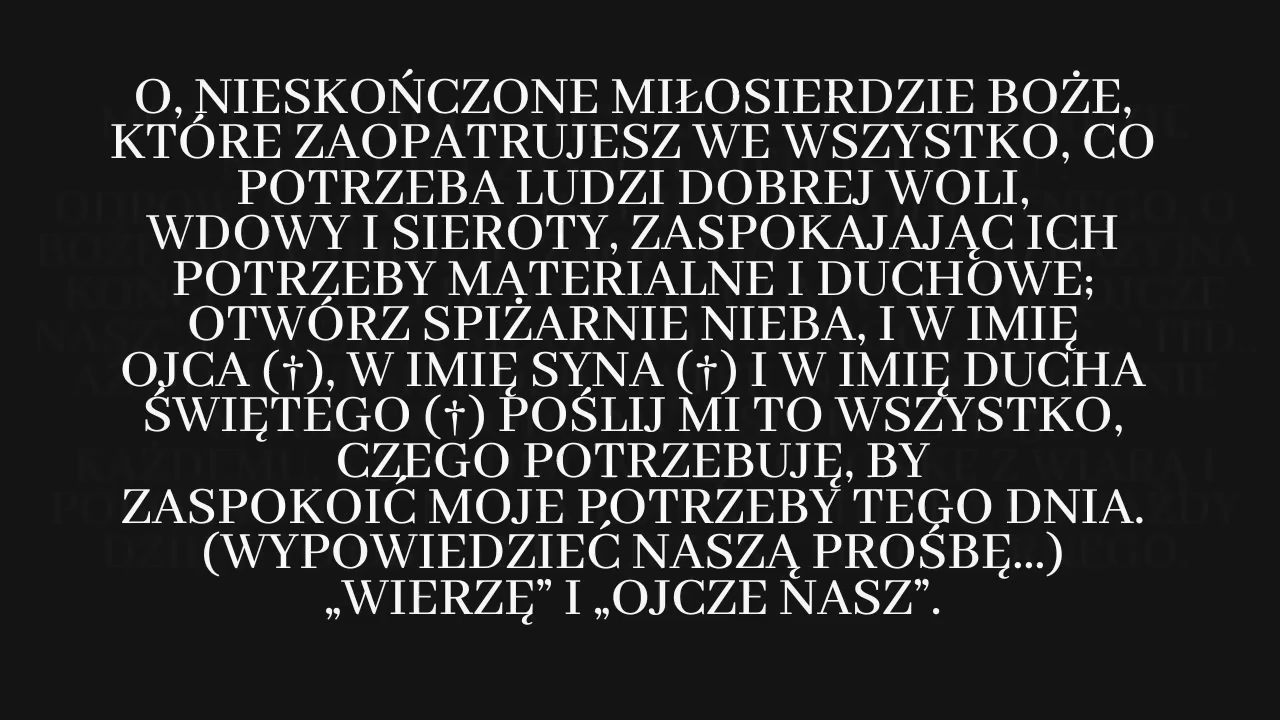 O, NIESKOŃCZONE MIŁOSIERDZIE BOŻE,
KTÓRE ZAOPATRUJESZ WE WSZYSTKO, CO
POTRZEBA LUDZI DOBREJ WOLI,
WDOWY I SIEROTY, ZASPOKAJAJĄC ICH
POTRZEBY MATERIALNE I DUCHOWE;
OTWÓRZ SPIŻARNIE NIEBA, I W IMIĘ
OJCA (†), W IMIĘ SYNA (†) I W IMIĘ DUCHA
ŚWIĘTEGO (†) POŚLIJ MI TO WSZYSTKO,
CZEGO POTRZEBUJĘ, BY
ZASPOKOIĆ MOJE POTRZEBY TEGO DNIA.
(WYPOWIEDZIEĆ NASZĄ PROŚBĘ...)
„WIERZĘ” I „OJCZE NASZ”.